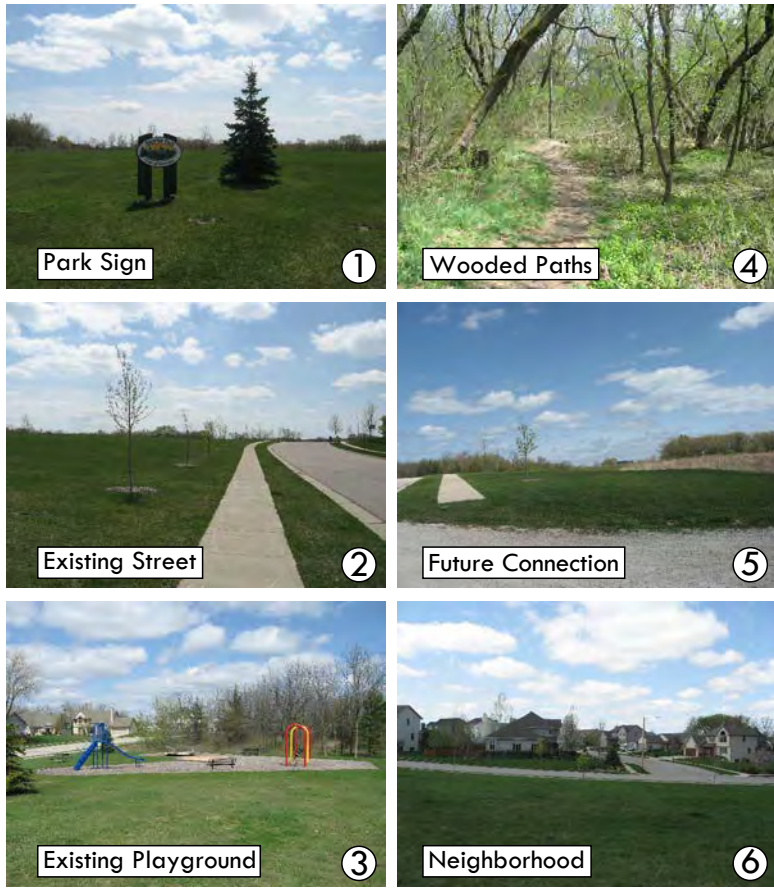 Park Sign
1
Existing Street
2
Existing Playground
3
Wooded Paths
4
Future Connection
5
Neighborhood
6